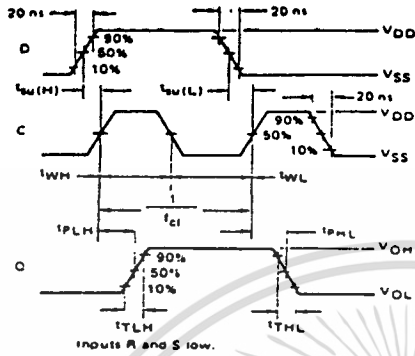 20 ns
20 ns
D
90%
50%
10%
VDD
VSS
tsu(H)
tsu(L)
20 ns
C
90%
50%
10%
VDD
VSS
tWH
tWL
1
fcl
tPLH
tPHL
Q
90%
50%
10%
VOH
VOL
tTLH
tTHL
Inputs R and S low.